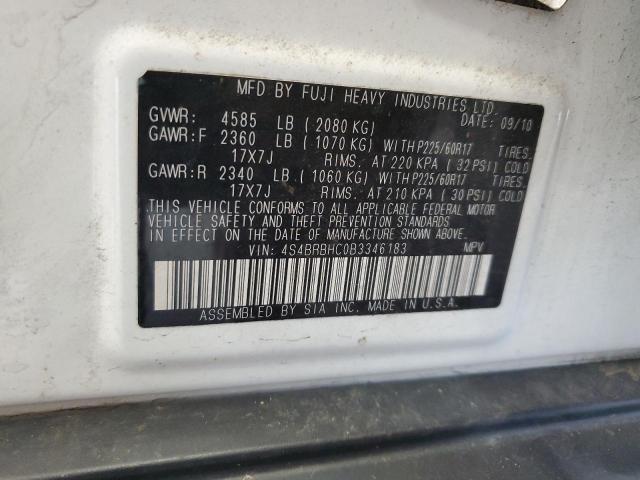 MFD BY FUJI HEAVY INDUSTRIES LTD.
GVWR: 4585 LB ( 2080 KG) DATE: 09/10
GAWR:F 2360 LB ( 1070 KG) WITH P225/60R17 TIRES.
17X7J RIMS. AT 220 KPA ( 32 PSI) COLD
GAWR:R 2340 LB ( 1060 KG) WITH P225/60R17 TIRES.
17X7J RIMS. AT 210 KPA ( 30 PSI) COLD
THIS VEHICLE CONFORMS TO ALL APPLICABLE FEDERAL MOTOR
VEHICLE SAFETY AND THEFT PREVENTION STANDARDS
IN EFFECT ON THE DATE OF MANUFACTURE SHOWN ABOVE.
VIN: 4S4BRBHC0B3346183 MPV
ASSEMBLED BY SIA INC. MADE IN U.S.A.